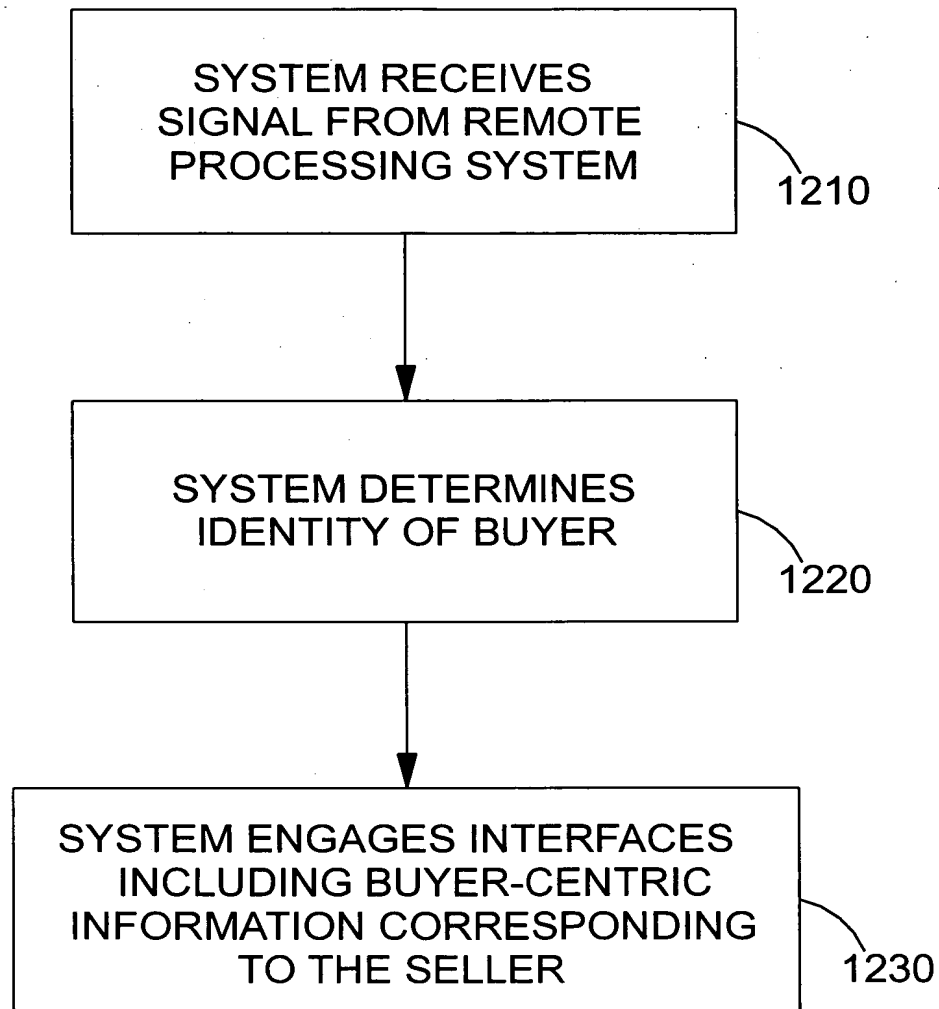 SYSTEM RECEIVES
SIGNAL FROM REMOTE
PROCESSING SYSTEM
1210
SYSTEM DETERMINES
IDENTITY OF BUYER
1220
SYSTEM ENGAGES INTERFACES
INCLUDING BUYER-CENTRIC
INFORMATION CORRESPONDING
TO THE SELLER
1230